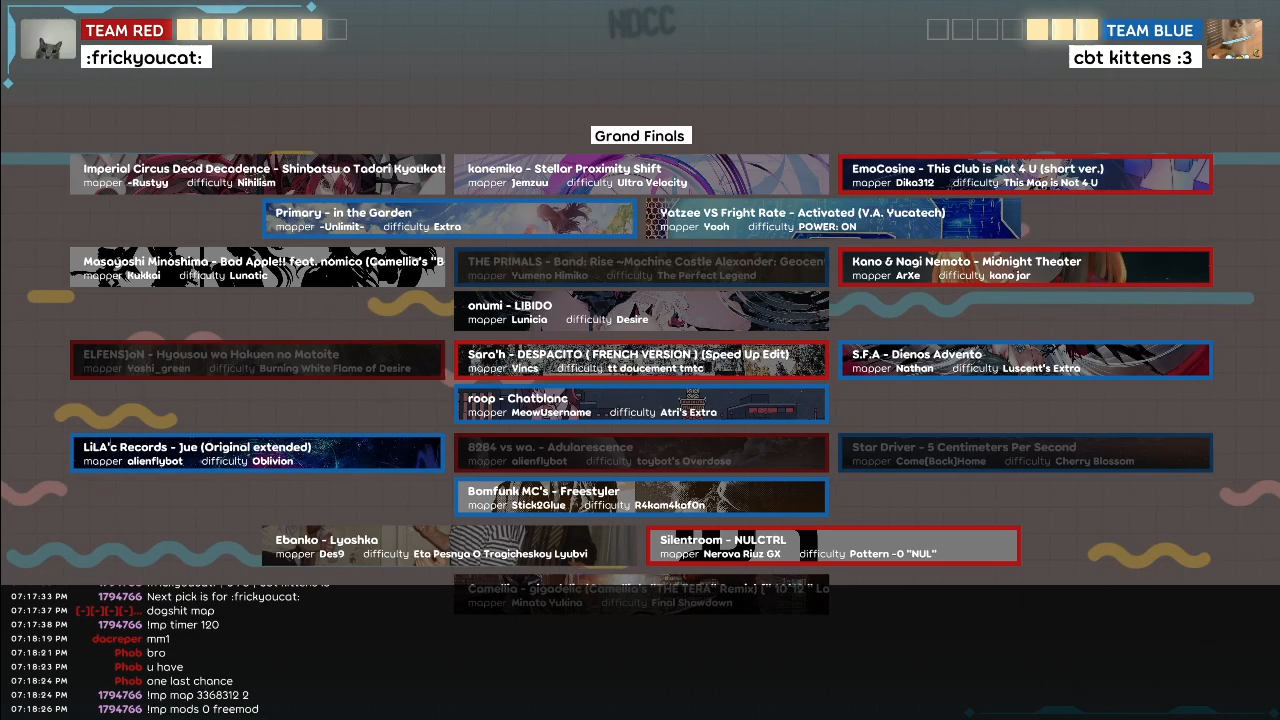 NDCC
TEAM RED
TEAM BLUE
:frickyoucat:
cbt kittens :3
Grand Finals
Imperial Circus Dead Decadence - Shinbatsu o Tadori Kyoukots
mapper -Rustyy difficulty Nihilism
kanemiko - Stellar Proximity Shift
mapper Jemzuu difficulty Ultra Velocity
EmoCosine - This Club is Not 4 U (short ver.)
mapper Dika312 difficulty This Map is Not 4 U
Primary - in the Garden
mapper -Unlimit- difficulty Extra
Yatzee VS Fright Rate - Activated (V.A. Yucatech)
mapper Yooh difficulty POWER: ON
Masayoshi Minoshima - Bad Apple!! feat. nomico (Camellia's "B
mapper Kukkai difficulty Lunatic
THE PRIMALS - Band: Rise ~Machine Castle Alexander: Geocen
mapper Yumeno Himiko difficulty The Perfect Legend
Kano & Nagi Nemoto - Midnight Theater
mapper ArXe difficulty kano jar
onumi - LIBIDO
mapper Lunicia difficulty Desire
ELFENSJoN - Hyousou wa Hakuen no Matoite
mapper Yoshi_green difficulty Burning White Flame of Desire
Sara'h - DESPACITO ( FRENCH VERSION ) (Speed Up Edit)
mapper Vincs difficulty tt doucement tmtc
S.F.A - Dienos Advento
mapper Nathan difficulty Luscent's Extra
roop - Chatblanc
mapper MeowUsername difficulty Atri's Extra
LiLA'c Records - Jue (Original extended)
mapper alienflybot difficulty Oblivion
8284 vs wa. - Adularescence
mapper alienflybot difficulty toybot's Overdose
Star Driver - 5 Centimeters Per Second
mapper Come[Back]Home difficulty Cherry Blossom
Bomfunk MC's - Freestyler
mapper Stick2Glue difficulty R4kam4kaf0n
Ebanko - Lyoshka
mapper Des9 difficulty Eta Pesnya O Tragicheskoy Lyubvi
Silentroom - NULCTRL
mapper Nerova Riuz GX difficulty Pattern -0 "NUL"
Camellia - gigadelic (Camellia's "THE TERA" Remix) [" 10^12 " Lo
mapper Minato Yukina difficulty Final Showdown
07:17:33 PM 1794766 Next pick is for :frickyoucat:
07:17:37 PM [-][-][-][-]... dogshit map
07:17:38 PM 1794766 !mp timer 120
07:18:19 PM dacreper mm1
07:18:21 PM Phob bro
07:18:23 PM Phob u have
07:18:24 PM Phob one last chance
07:18:24 PM 1794766 !mp map 3368312 2
07:18:26 PM 1794766 !mp mods 0 freemod